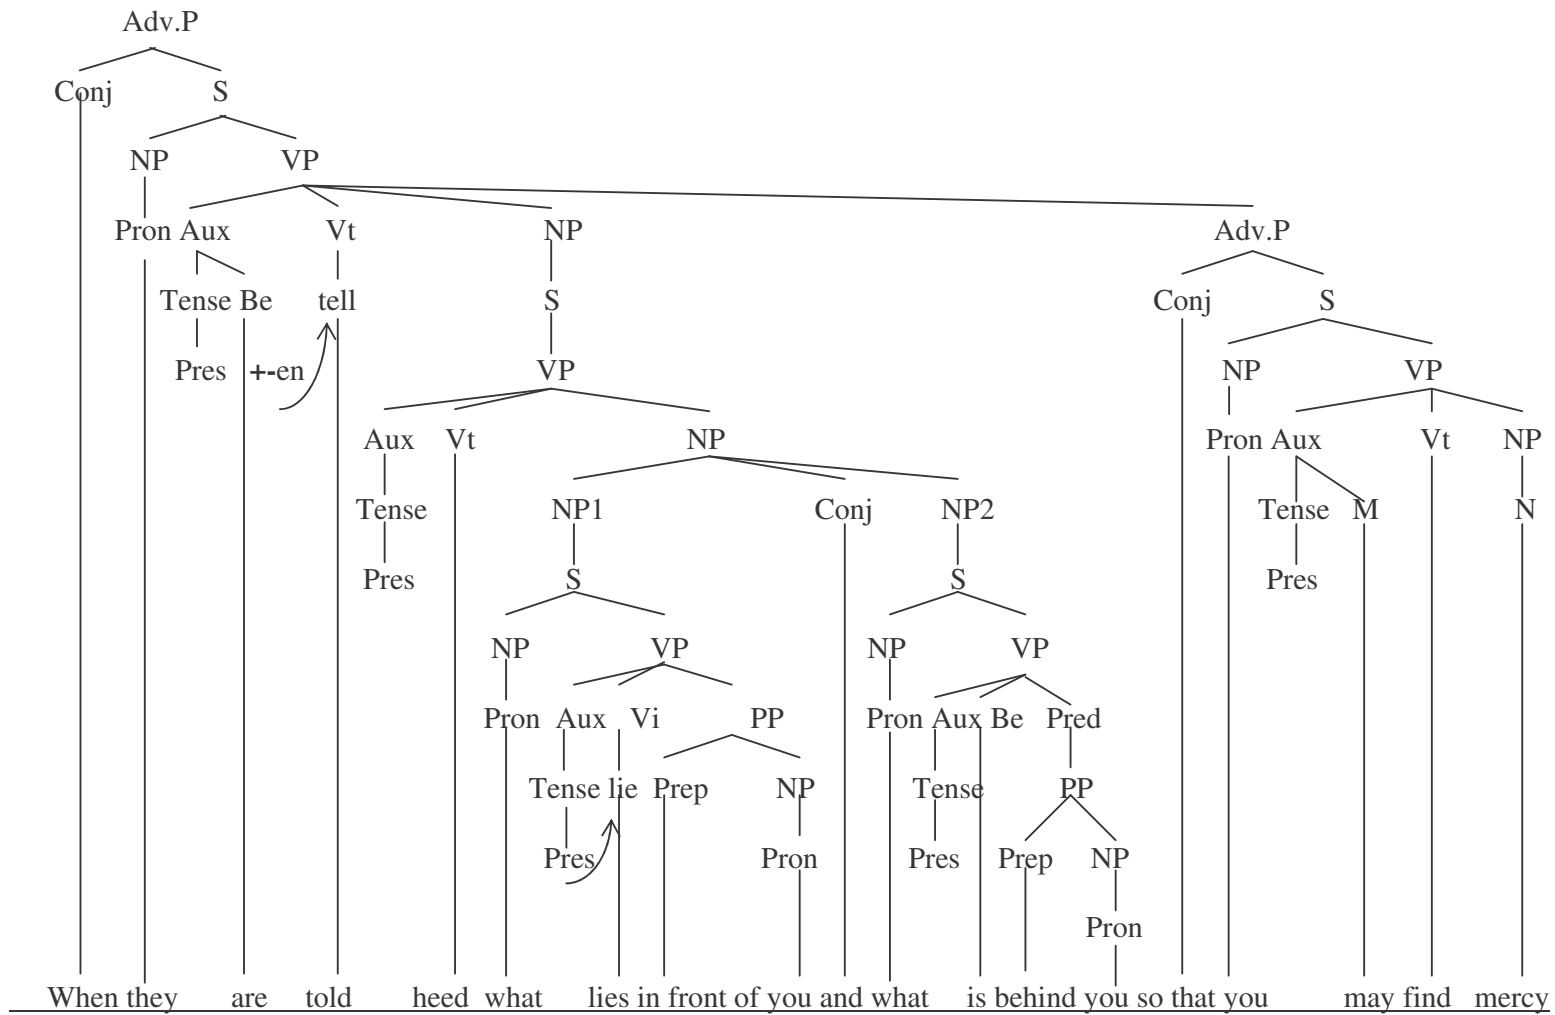 Adv.P
Conj S
NP VP
Pron Aux Vt NP Adv.P
Tense Be tell S Conj S
Pres +-en VP NP VP
Aux Vt NP Pron Aux Vt NP
Tense NP1 Conj NP2 Tense M N
Pres S S Pres
NP VP NP VP
Pron Aux Vi PP Pron Aux Be Pred
Tense lie Prep NP Tense PP
Pres Pron Pres Prep NP
Pron
When they are told heed what lies in front of you and what is behind you so that you may find mercy